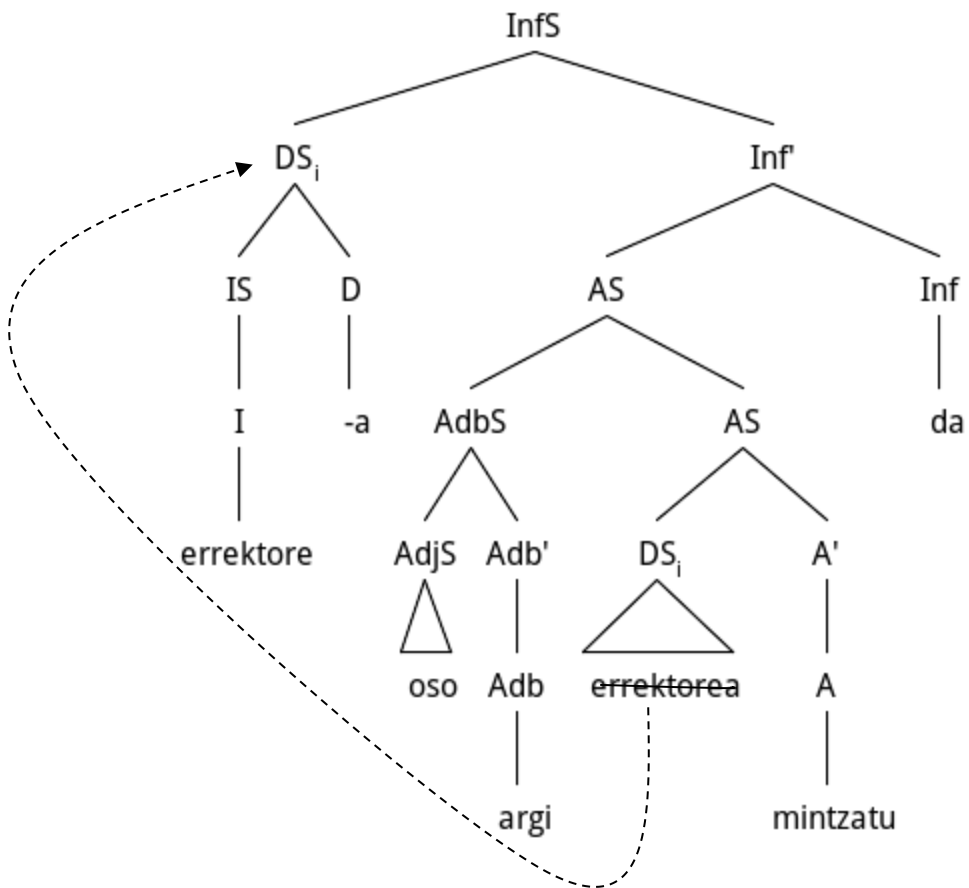 InfS
DSi Inf'
IS D AS Inf
I -a AdbS AS da
errektore AdjS Adb' DSi A'
oso Adb errektorea A
argi mintzatu